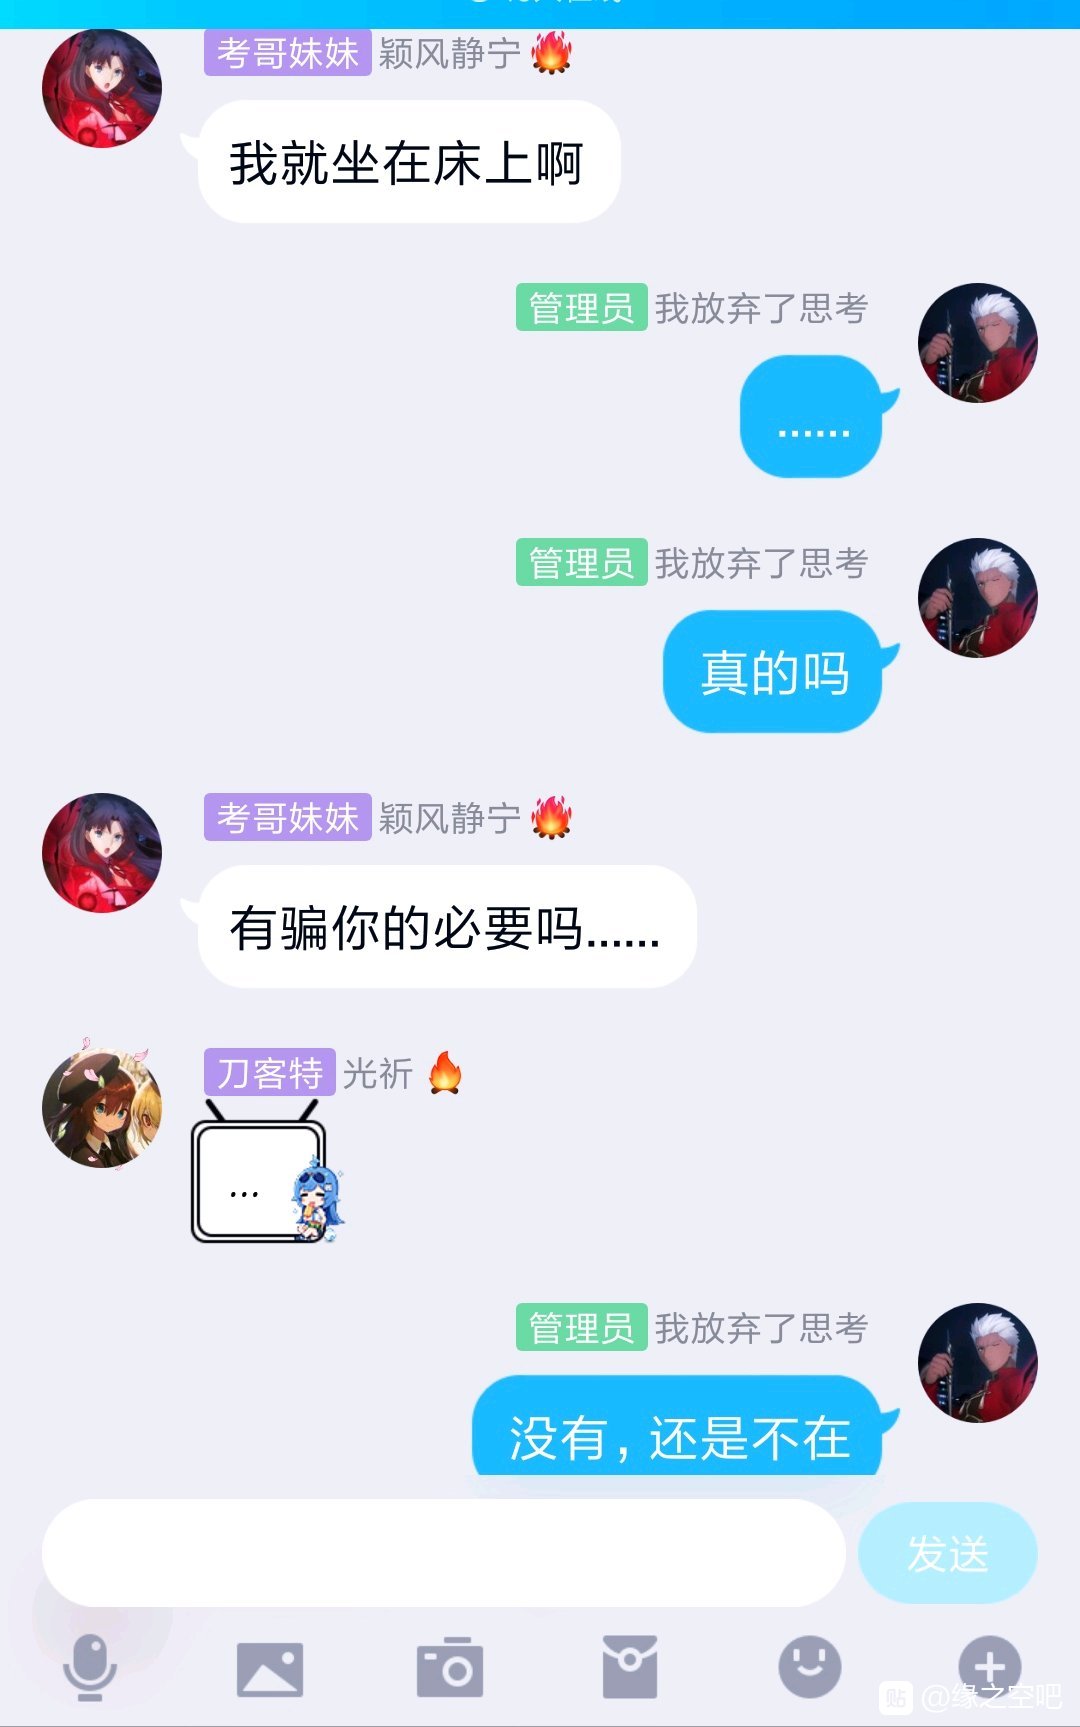 考哥妹妹 颖风静宁🔥
我就坐在床上啊
管理员 我放弃了思考
......
管理员 我放弃了思考
真的吗
考哥妹妹 颖风静宁🔥
有骗你的必要吗......
刀客特 光祈 🔥
...
管理员 我放弃了思考
没有，还是不在
发送
贴 @缘之空吧